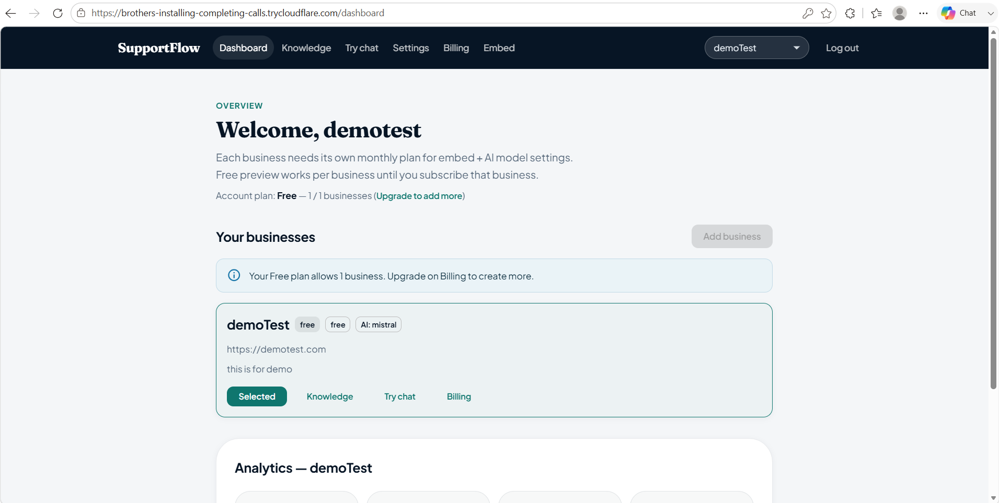 https://brothers-installing-completing-calls.trycloudflare.com/dashboard
Chat
SupportFlow Dashboard Knowledge Try chat Settings Billing Embed demoTest Log out
OVERVIEW
Welcome, demotest
Each business needs its own monthly plan for embed + AI model settings.
Free preview works per business until you subscribe that business.
Account plan: Free — 1 / 1 businesses (Upgrade to add more)
Your businesses Add business
Your Free plan allows 1 business. Upgrade on Billing to create more.
demoTest free free AI: mistral
https://demotest.com
this is for demo
Selected Knowledge Try chat Billing
Analytics — demoTest